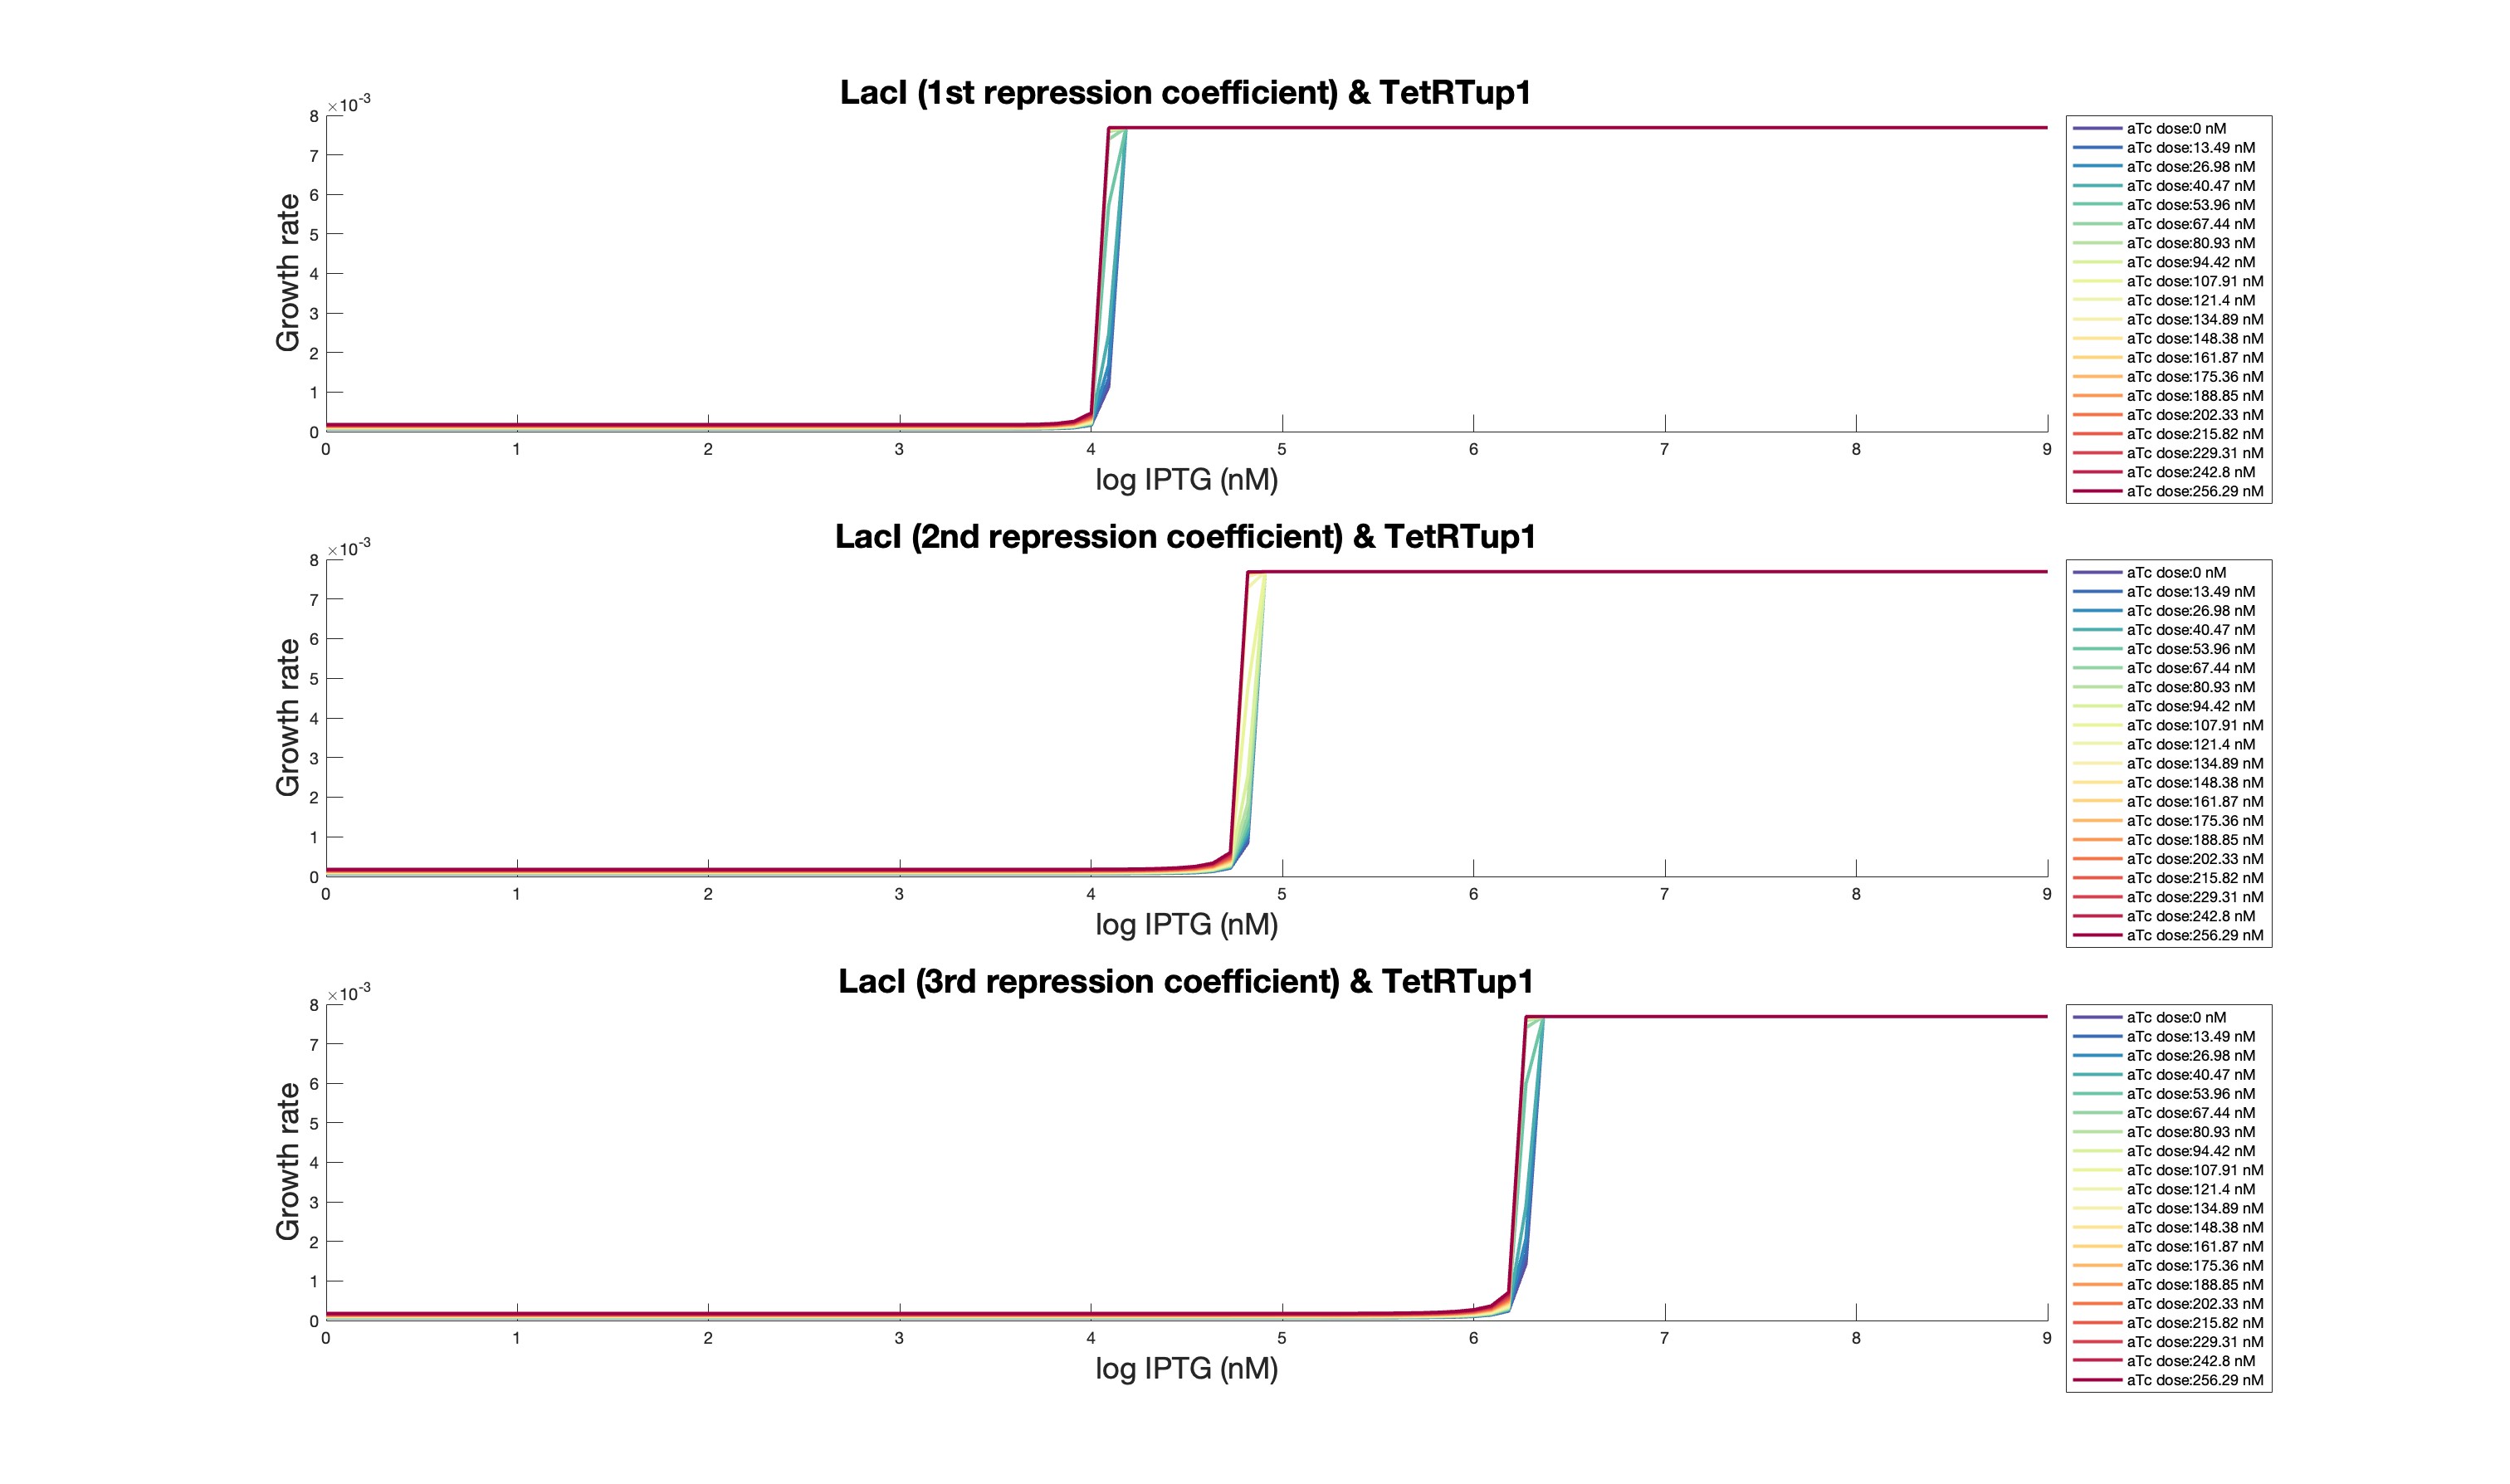 LacI (1st repression coefficient) & TetRTup1
×10-3
8
7
6
5
4
3
2
1
0
Growth rate
0 1 2 3 4 5 6 7 8 9
log IPTG (nM)
aTc dose:0 nM
aTc dose:13.49 nM
aTc dose:26.98 nM
aTc dose:40.47 nM
aTc dose:53.96 nM
aTc dose:67.44 nM
aTc dose:80.93 nM
aTc dose:94.42 nM
aTc dose:107.91 nM
aTc dose:121.4 nM
aTc dose:134.89 nM
aTc dose:148.38 nM
aTc dose:161.87 nM
aTc dose:175.36 nM
aTc dose:188.85 nM
aTc dose:202.33 nM
aTc dose:215.82 nM
aTc dose:229.31 nM
aTc dose:242.8 nM
aTc dose:256.29 nM
LacI (2nd repression coefficient) & TetRTup1
×10-3
8
7
6
5
4
3
2
1
0
Growth rate
0 1 2 3 4 5 6 7 8 9
log IPTG (nM)
aTc dose:0 nM
aTc dose:13.49 nM
aTc dose:26.98 nM
aTc dose:40.47 nM
aTc dose:53.96 nM
aTc dose:67.44 nM
aTc dose:80.93 nM
aTc dose:94.42 nM
aTc dose:107.91 nM
aTc dose:121.4 nM
aTc dose:134.89 nM
aTc dose:148.38 nM
aTc dose:161.87 nM
aTc dose:175.36 nM
aTc dose:188.85 nM
aTc dose:202.33 nM
aTc dose:215.82 nM
aTc dose:229.31 nM
aTc dose:242.8 nM
aTc dose:256.29 nM
LacI (3rd repression coefficient) & TetRTup1
×10-3
8
7
6
5
4
3
2
1
0
Growth rate
0 1 2 3 4 5 6 7 8 9
log IPTG (nM)
aTc dose:0 nM
aTc dose:13.49 nM
aTc dose:26.98 nM
aTc dose:40.47 nM
aTc dose:53.96 nM
aTc dose:67.44 nM
aTc dose:80.93 nM
aTc dose:94.42 nM
aTc dose:107.91 nM
aTc dose:121.4 nM
aTc dose:134.89 nM
aTc dose:148.38 nM
aTc dose:161.87 nM
aTc dose:175.36 nM
aTc dose:188.85 nM
aTc dose:202.33 nM
aTc dose:215.82 nM
aTc dose:229.31 nM
aTc dose:242.8 nM
aTc dose:256.29 nM